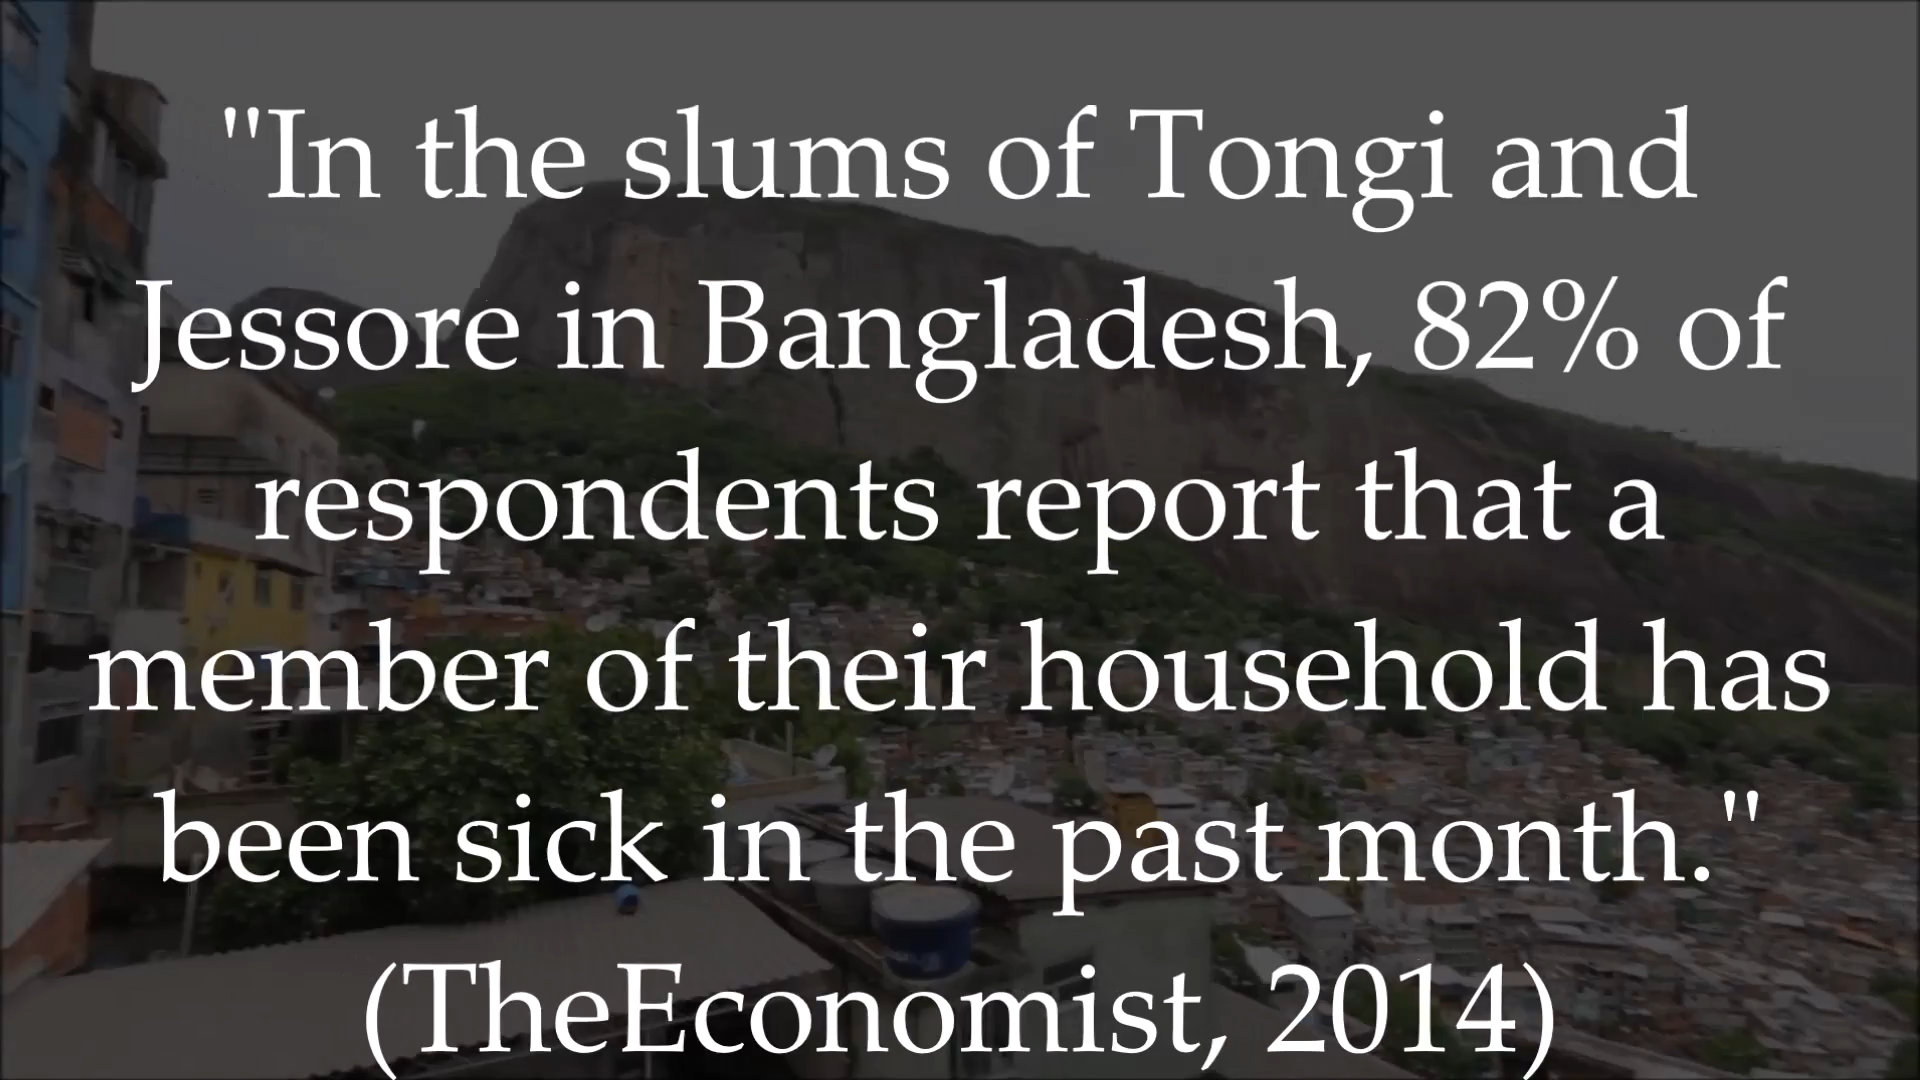 "In the slums of Tongi and
Jessore in Bangladesh, 82% of
respondents report that a
member of their household has
been sick in the past month."
(TheEconomist, 2014)